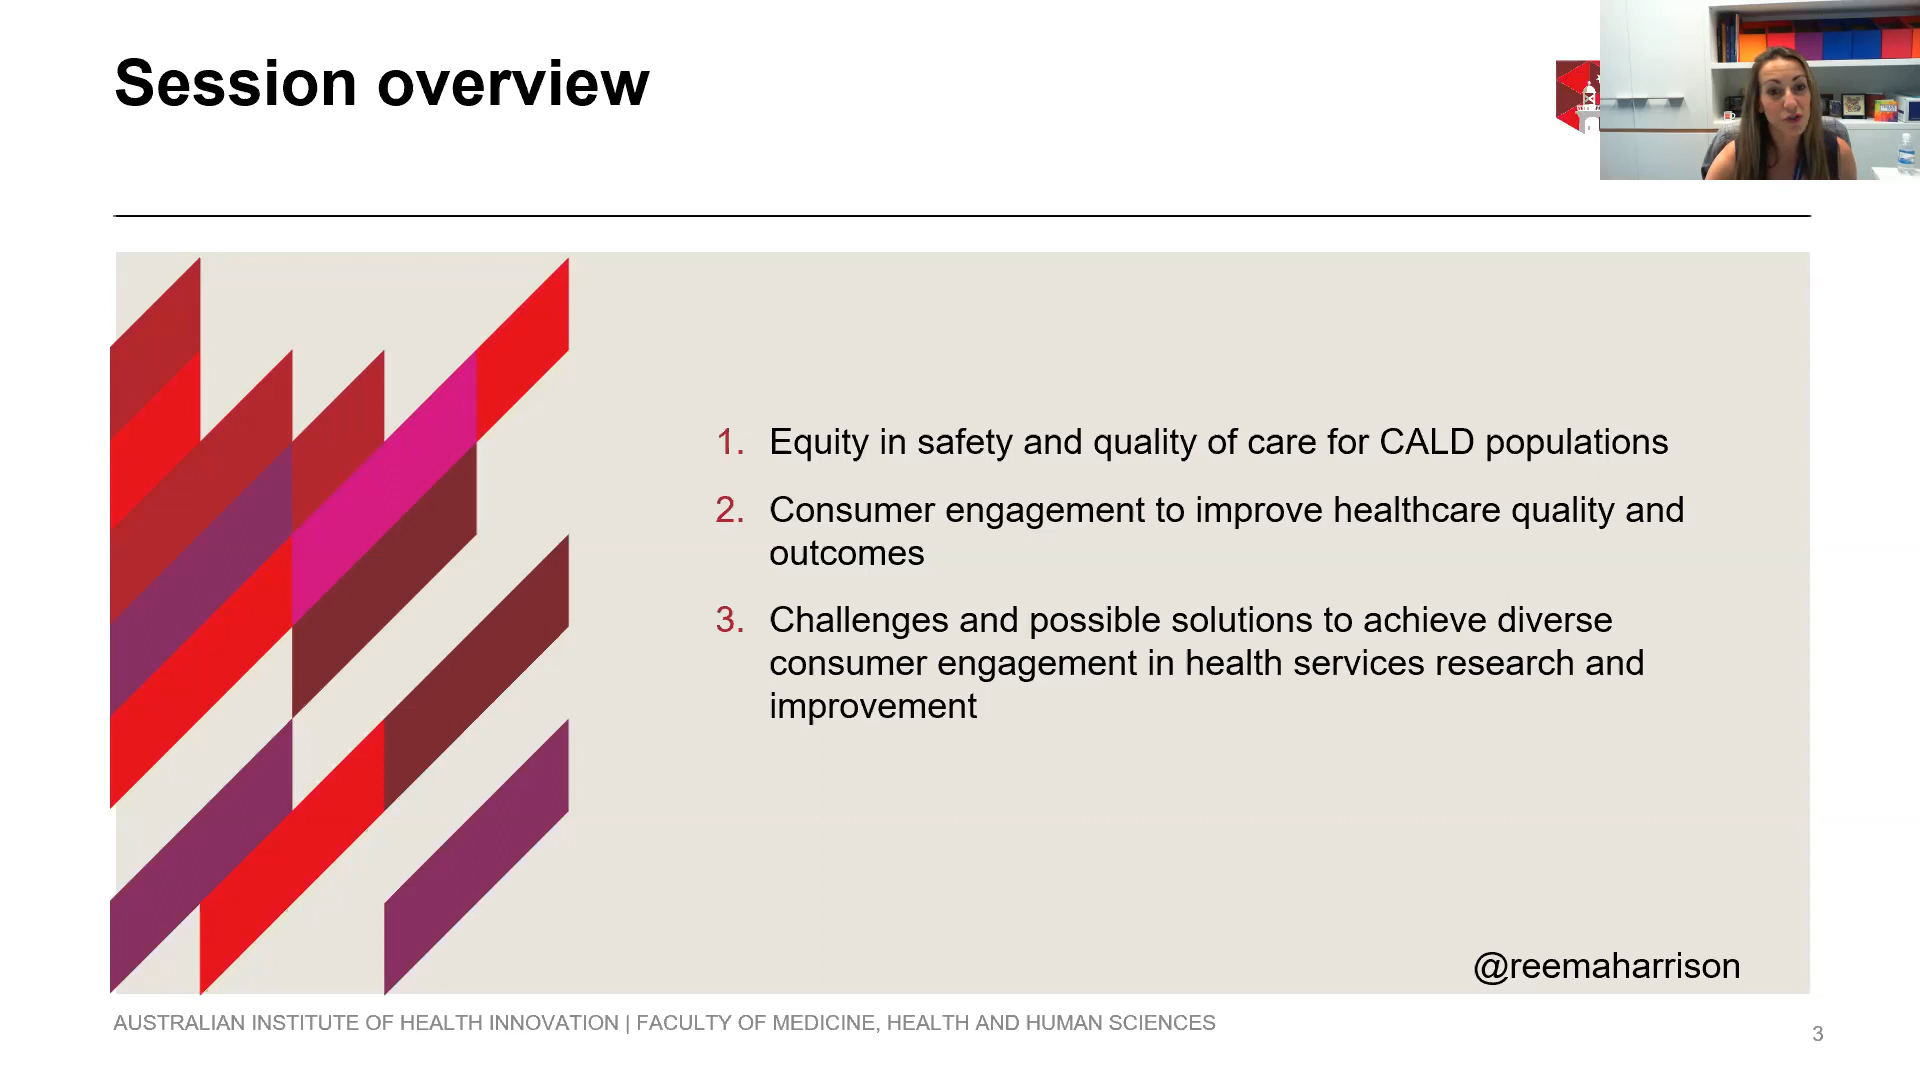 Session overview
1. Equity in safety and quality of care for CALD populations
2. Consumer engagement to improve healthcare quality and
outcomes
3. Challenges and possible solutions to achieve diverse
consumer engagement in health services research and
improvement
@reemaharrison
AUSTRALIAN INSTITUTE OF HEALTH INNOVATION | FACULTY OF MEDICINE, HEALTH AND HUMAN SCIENCES
3